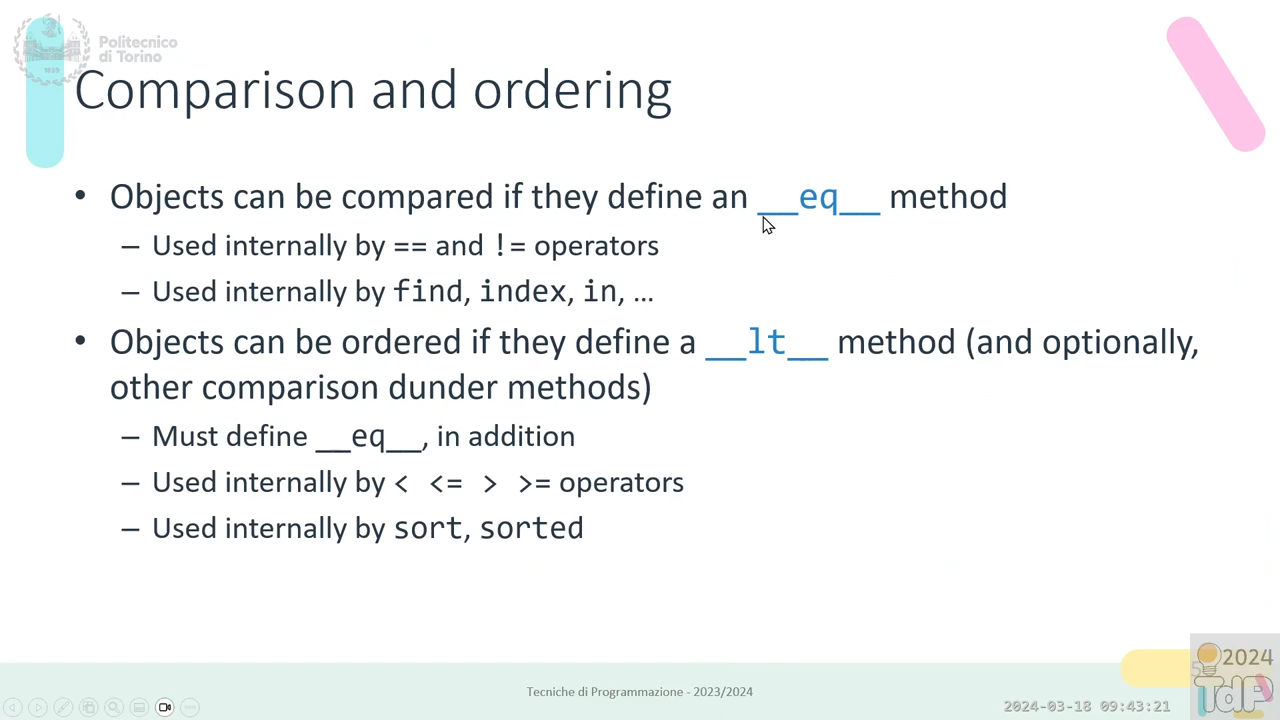 Politecnico
di Torino
1859
Comparison and ordering
• Objects can be compared if they define an __eq__ method
– Used internally by == and != operators
– Used internally by find, index, in, …
• Objects can be ordered if they define a __lt__ method (and optionally,
other comparison dunder methods)
– Must define __eq__, in addition
– Used internally by < <= > >= operators
– Used internally by sort, sorted
Tecniche di Programmazione - 2023/2024
2024-03-18 09:43:21
2024
TdP